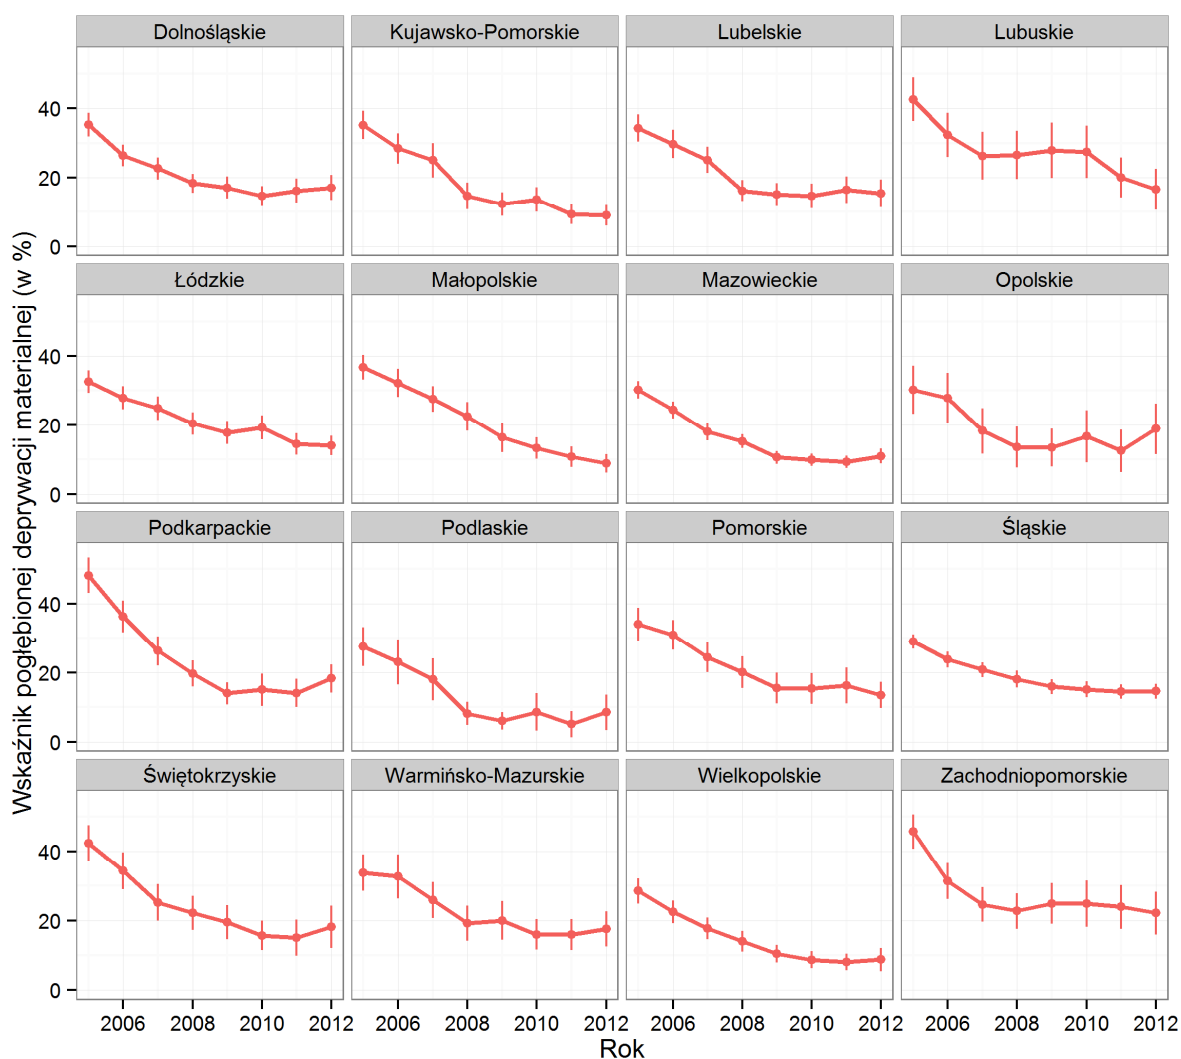 Wskaźnik pogłębionej deprywacji materialnej (w %)
Dolnośląskie
Kujawsko-Pomorskie
Lubelskie
Lubuskie
40
20
0
Łódzkie
Małopolskie
Mazowieckie
Opolskie
40
20
0
Podkarpackie
Podlaskie
Pomorskie
Śląskie
40
20
0
Świętokrzyskie
Warmińsko-Mazurskie
Wielkopolskie
Zachodniopomorskie
40
20
0
2006 2008 2010 2012
2006 2008 2010 2012
2006 2008 2010 2012
2006 2008 2010 2012
Rok